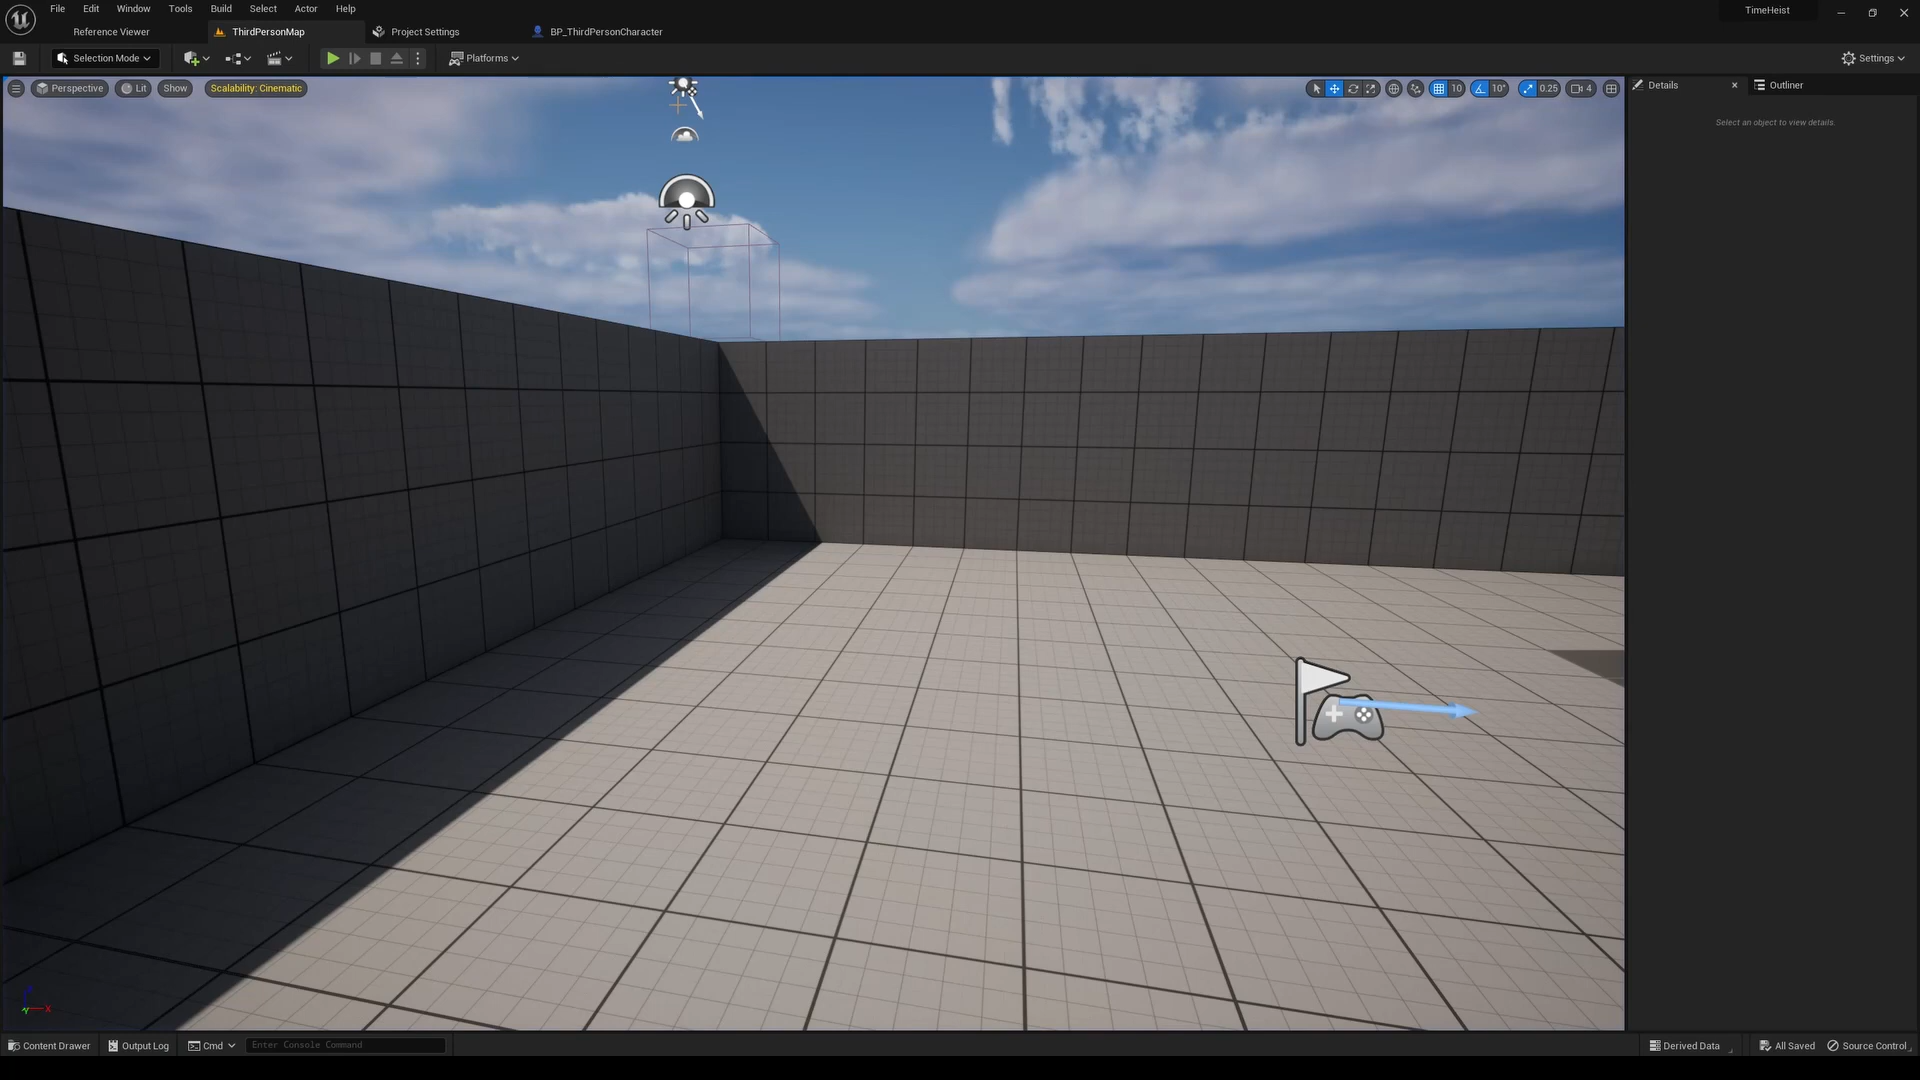 File Edit Window Tools Build Select Actor Help
TimeHeist
Reference Viewer
ThirdPersonMap
Project Settings
BP_ThirdPersonCharacter
Selection Mode
Platforms
Settings
Perspective
Lit
Show
Scalability: Cinematic
10
10°
0.25
4
Details
Outliner
Select an object to view details.
X
Content Drawer
Output Log
Cmd
Enter Console Command
Derived Data
All Saved
Source Control